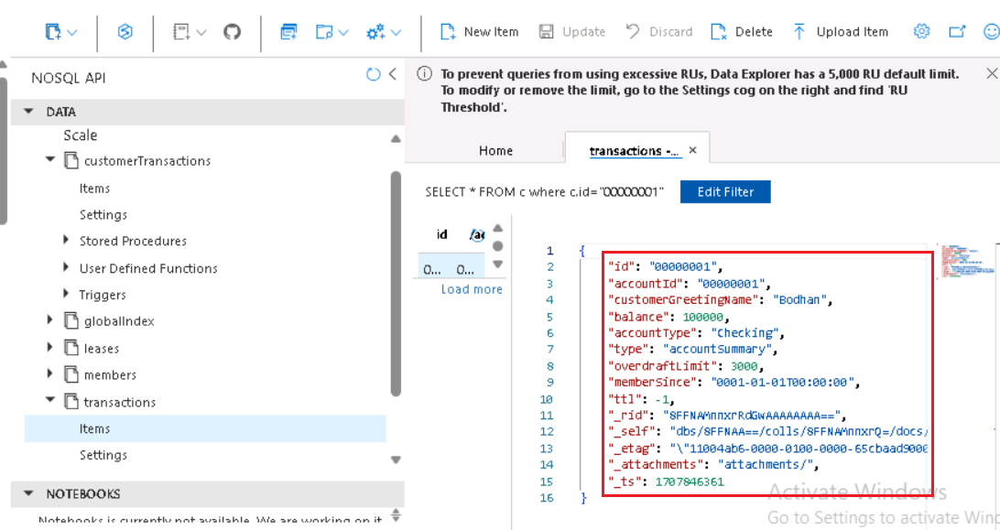 New Item Update Discard Delete Upload Item
NOSQL API
DATA
Scale
customerTransactions
Items
Settings
Stored Procedures
User Defined Functions
Triggers
globalIndex
leases
members
transactions
Items
Settings
NOTEBOOKS
Notebooks is currently not available. We are working on it.
To prevent queries from using excessive RUs, Data Explorer has a 5,000 RU default limit.
To modify or remove the limit, go to the Settings cog on the right and find 'RU
Threshold'.
Home transactions -...
SELECT * FROM c where c.id="00000001" Edit Filter
id /ac
0... 0...
Load more
1 {
2 "id": "00000001",
3 "accountId": "00000001",
4 "customerGreetingName": "Bodhan",
5 "balance": 100000,
6 "accountType": "Checking",
7 "type": "accountSummary",
8 "overdraftLimit": 3000,
9 "memberSince": "0001-01-01T00:00:00",
10 "ttl": -1,
11 "_rid": "8FFNAMnnxrRdGwAAAAAAAA==",
12 "_self": "dbs/8FFNAA==/colls/8FFNAMnnxrQ=/docs/
13 "_etag": "\"11004ab6-0000-0100-0000-65cbaad9000
14 "_attachments": "attachments/",
15 "_ts": 1707846361
16 }
Activate Windows
Go to Settings to activate Win